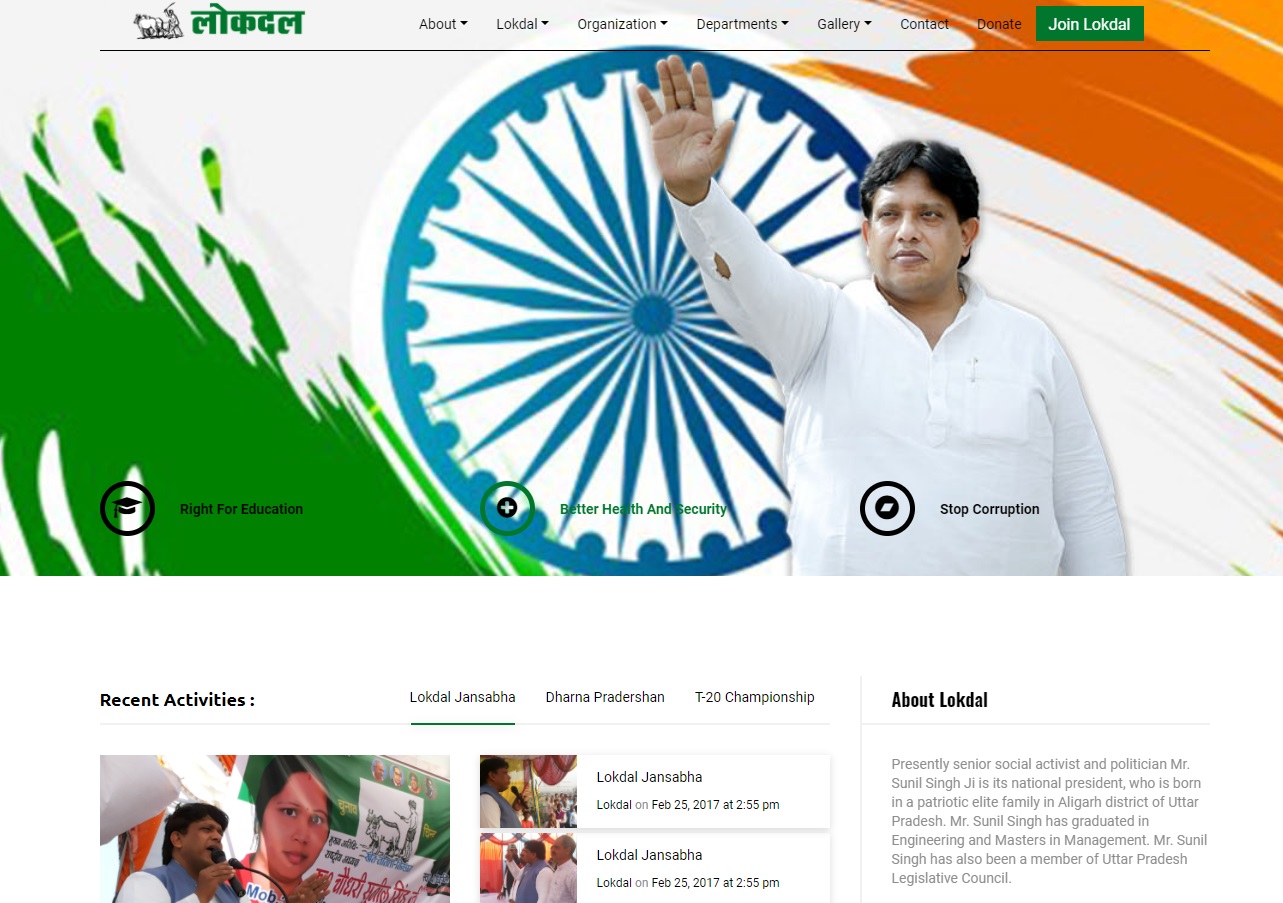 लोकदल
About Lokdal Organization Departments Gallery Contact Donate Join Lokdal
Right For Education
Better Health And Security
Stop Corruption
Recent Activities :
Lokdal Jansabha Dharna Pradershan T-20 Championship
About Lokdal
चुनाव चिन्ह
Mob
Lokdal Jansabha
Lokdal on Feb 25, 2017 at 2:55 pm
Lokdal Jansabha
Lokdal on Feb 25, 2017 at 2:55 pm
Presently senior social activist and politician Mr.
Sunil Singh Ji is its national president, who is born
in a patriotic elite family in Aligarh district of Uttar
Pradesh. Mr. Sunil Singh has graduated in
Engineering and Masters in Management. Mr. Sunil
Singh has also been a member of Uttar Pradesh
Legislative Council.